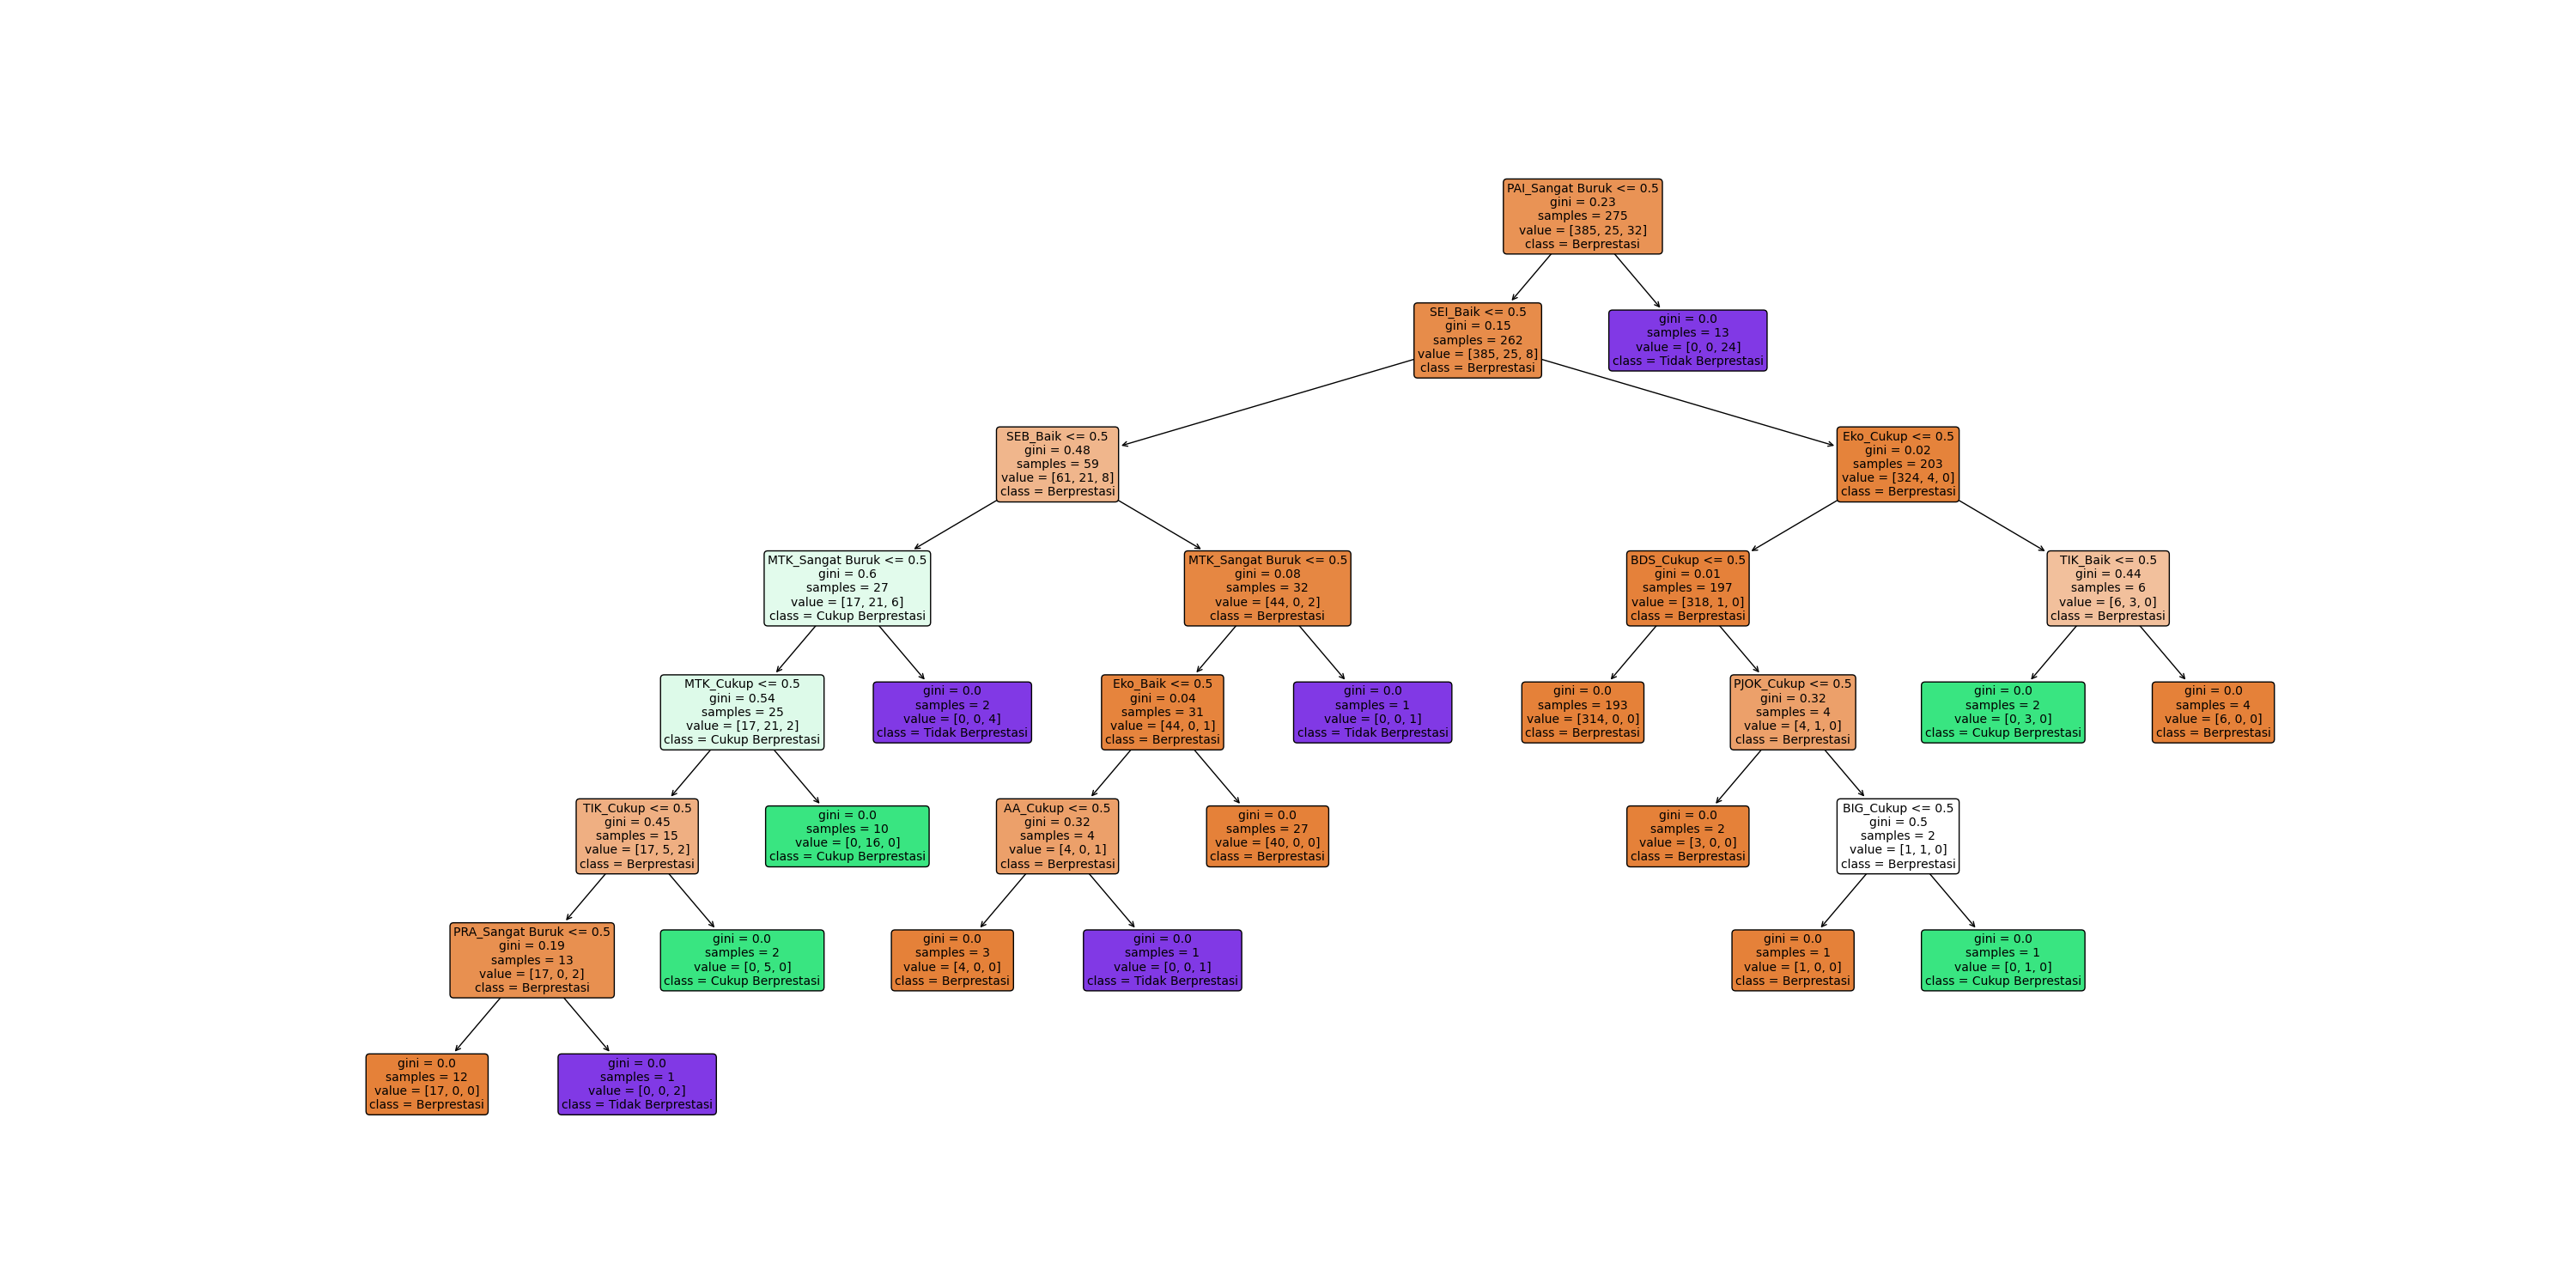 PAI_Sangat Buruk <= 0.5
gini = 0.23
samples = 275
value = [385, 25, 32]
class = Berprestasi
SEI_Baik <= 0.5
gini = 0.15
samples = 262
value = [385, 25, 8]
class = Berprestasi
gini = 0.0
samples = 13
value = [0, 0, 24]
class = Tidak Berprestasi
SEB_Baik <= 0.5
gini = 0.48
samples = 59
value = [61, 21, 8]
class = Berprestasi
Eko_Cukup <= 0.5
gini = 0.02
samples = 203
value = [324, 4, 0]
class = Berprestasi
MTK_Sangat Buruk <= 0.5
gini = 0.6
samples = 27
value = [17, 21, 6]
class = Cukup Berprestasi
MTK_Sangat Buruk <= 0.5
gini = 0.08
samples = 32
value = [44, 0, 2]
class = Berprestasi
BDS_Cukup <= 0.5
gini = 0.01
samples = 197
value = [318, 1, 0]
class = Berprestasi
TIK_Baik <= 0.5
gini = 0.44
samples = 6
value = [6, 3, 0]
class = Berprestasi
MTK_Cukup <= 0.5
gini = 0.54
samples = 25
value = [17, 21, 2]
class = Cukup Berprestasi
gini = 0.0
samples = 2
value = [0, 0, 4]
class = Tidak Berprestasi
Eko_Baik <= 0.5
gini = 0.04
samples = 31
value = [44, 0, 1]
class = Berprestasi
gini = 0.0
samples = 1
value = [0, 0, 1]
class = Tidak Berprestasi
gini = 0.0
samples = 193
value = [314, 0, 0]
class = Berprestasi
PJOK_Cukup <= 0.5
gini = 0.32
samples = 4
value = [4, 1, 0]
class = Berprestasi
gini = 0.0
samples = 2
value = [0, 3, 0]
class = Cukup Berprestasi
gini = 0.0
samples = 4
value = [6, 0, 0]
class = Berprestasi
TIK_Cukup <= 0.5
gini = 0.45
samples = 15
value = [17, 5, 2]
class = Berprestasi
gini = 0.0
samples = 10
value = [0, 16, 0]
class = Cukup Berprestasi
AA_Cukup <= 0.5
gini = 0.32
samples = 4
value = [4, 0, 1]
class = Berprestasi
gini = 0.0
samples = 27
value = [40, 0, 0]
class = Berprestasi
gini = 0.0
samples = 2
value = [3, 0, 0]
class = Berprestasi
BIG_Cukup <= 0.5
gini = 0.5
samples = 2
value = [1, 1, 0]
class = Berprestasi
PRA_Sangat Buruk <= 0.5
gini = 0.19
samples = 13
value = [17, 0, 2]
class = Berprestasi
gini = 0.0
samples = 2
value = [0, 5, 0]
class = Cukup Berprestasi
gini = 0.0
samples = 3
value = [4, 0, 0]
class = Berprestasi
gini = 0.0
samples = 1
value = [0, 0, 1]
class = Tidak Berprestasi
gini = 0.0
samples = 1
value = [1, 0, 0]
class = Berprestasi
gini = 0.0
samples = 1
value = [0, 1, 0]
class = Cukup Berprestasi
gini = 0.0
samples = 12
value = [17, 0, 0]
class = Berprestasi
gini = 0.0
samples = 1
value = [0, 0, 2]
class = Tidak Berprestasi